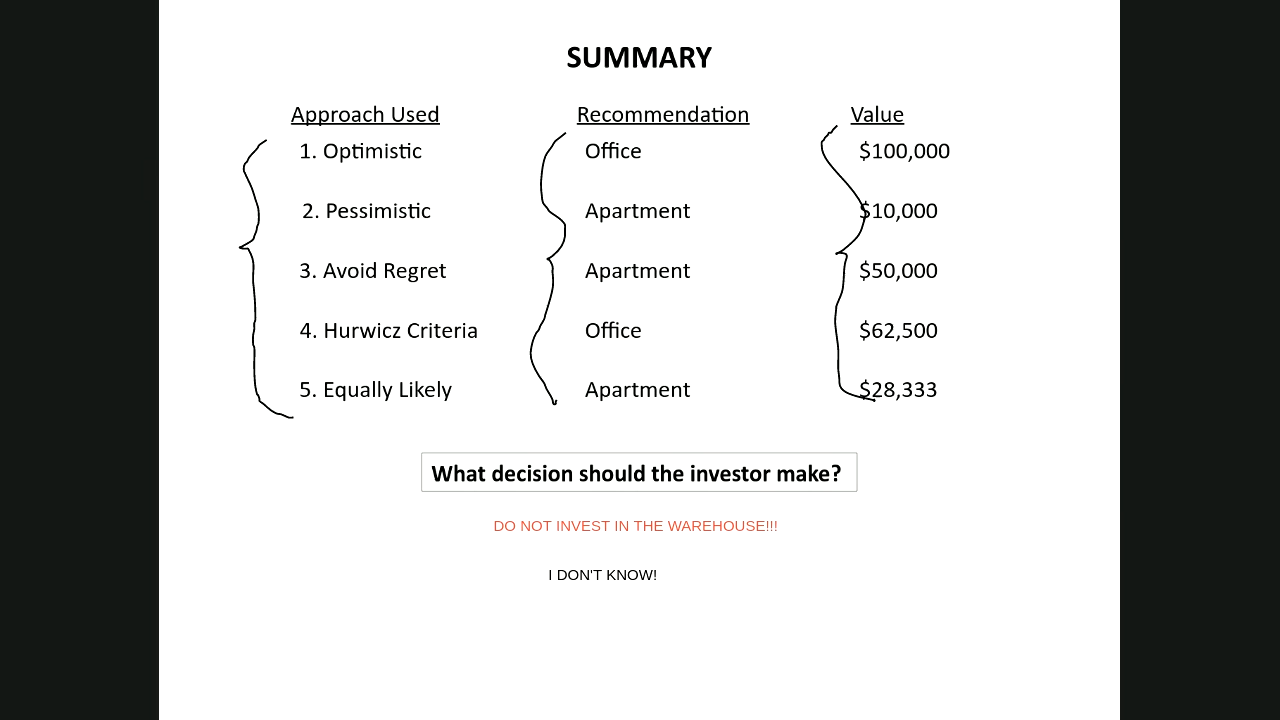 SUMMARY
Approach Used Recommendation Value
1. Optimistic Office $100,000
2. Pessimistic Apartment $10,000
3. Avoid Regret Apartment $50,000
4. Hurwicz Criteria Office $62,500
5. Equally Likely Apartment $28,333
What decision should the investor make?
DO NOT INVEST IN THE WAREHOUSE!!!
I DON'T KNOW!